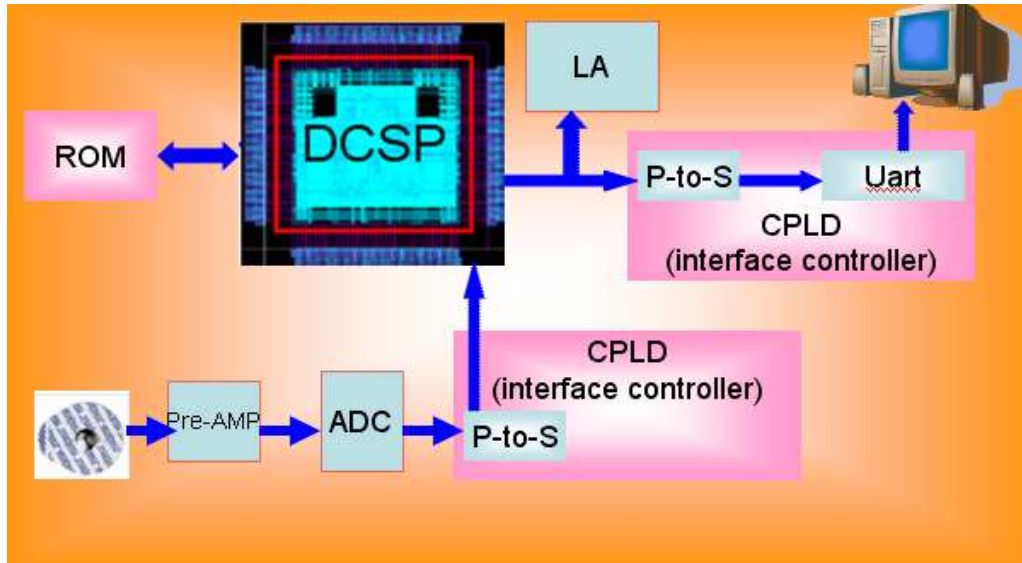 LA
ROM
DCSP
P-to-S
Uart
CPLD
(interface controller)
CPLD
(interface controller)
Pre-AMP
ADC
P-to-S